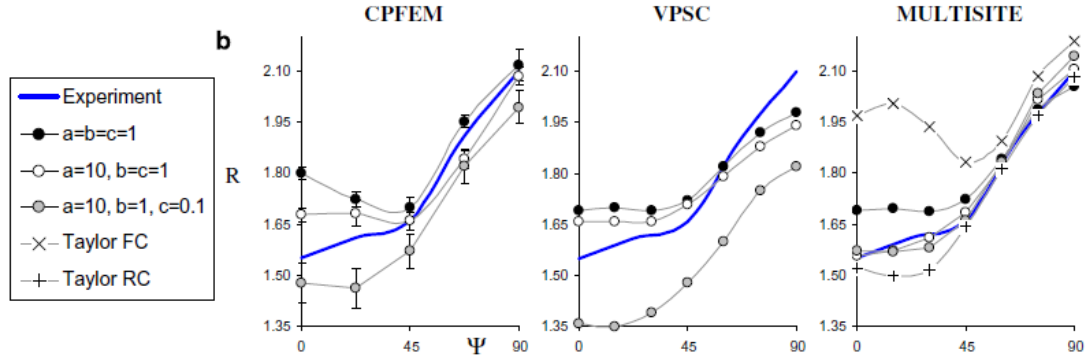 CPFEM VPSC MULTISITE
b
Experiment
a=b=c=1
a=10, b=c=1
a=10, b=1, c=0.1
Taylor FC
Taylor RC
R
2.10 2.10 2.10
1.95 1.95 1.95
1.80 1.80 1.80
1.65 1.65 1.65
1.50 1.50 1.50
1.35 1.35 1.35
0 45 Ψ 90 0 45 90 0 45 Ψ 90